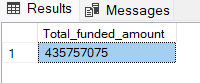 Results Messages
Total_funded_amount
1 435757075